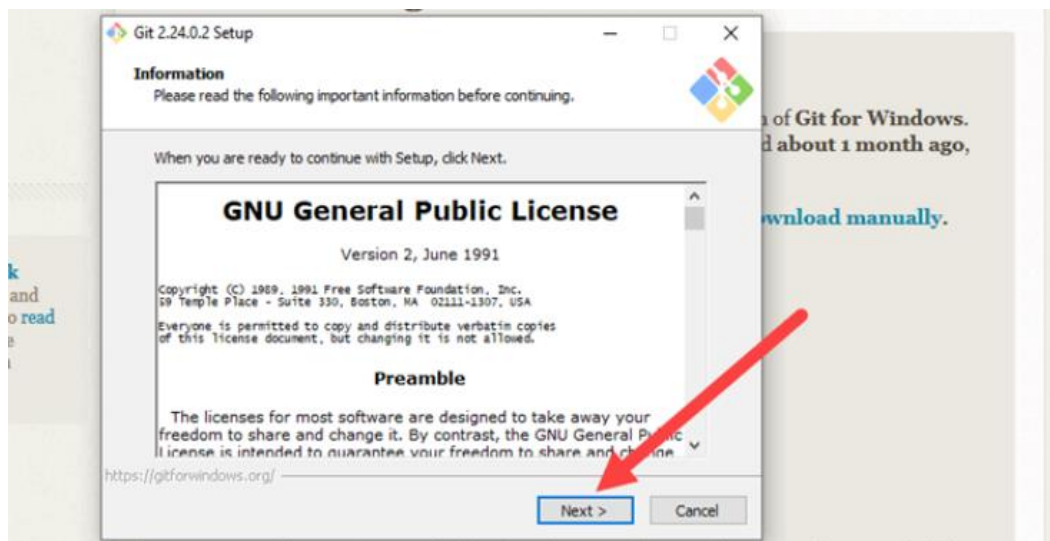 Git 2.24.0.2 Setup
Information
Please read the following important information before continuing.
When you are ready to continue with Setup, click Next.
GNU General Public License
Version 2, June 1991
Copyright (C) 1989, 1991 Free Software Foundation, Inc.
59 Temple Place - Suite 330, Boston, MA 02111-1307, USA
Everyone is permitted to copy and distribute verbatim copies
of this license document, but changing it is not allowed.
Preamble
The licenses for most software are designed to take away your
freedom to share and change it. By contrast, the GNU General Public
License is intended to guarantee your freedom to share and change
https://gitforwindows.org/
Next >
Cancel
of Git for Windows.
about 1 month ago,
wnload manually.
k
and
o read